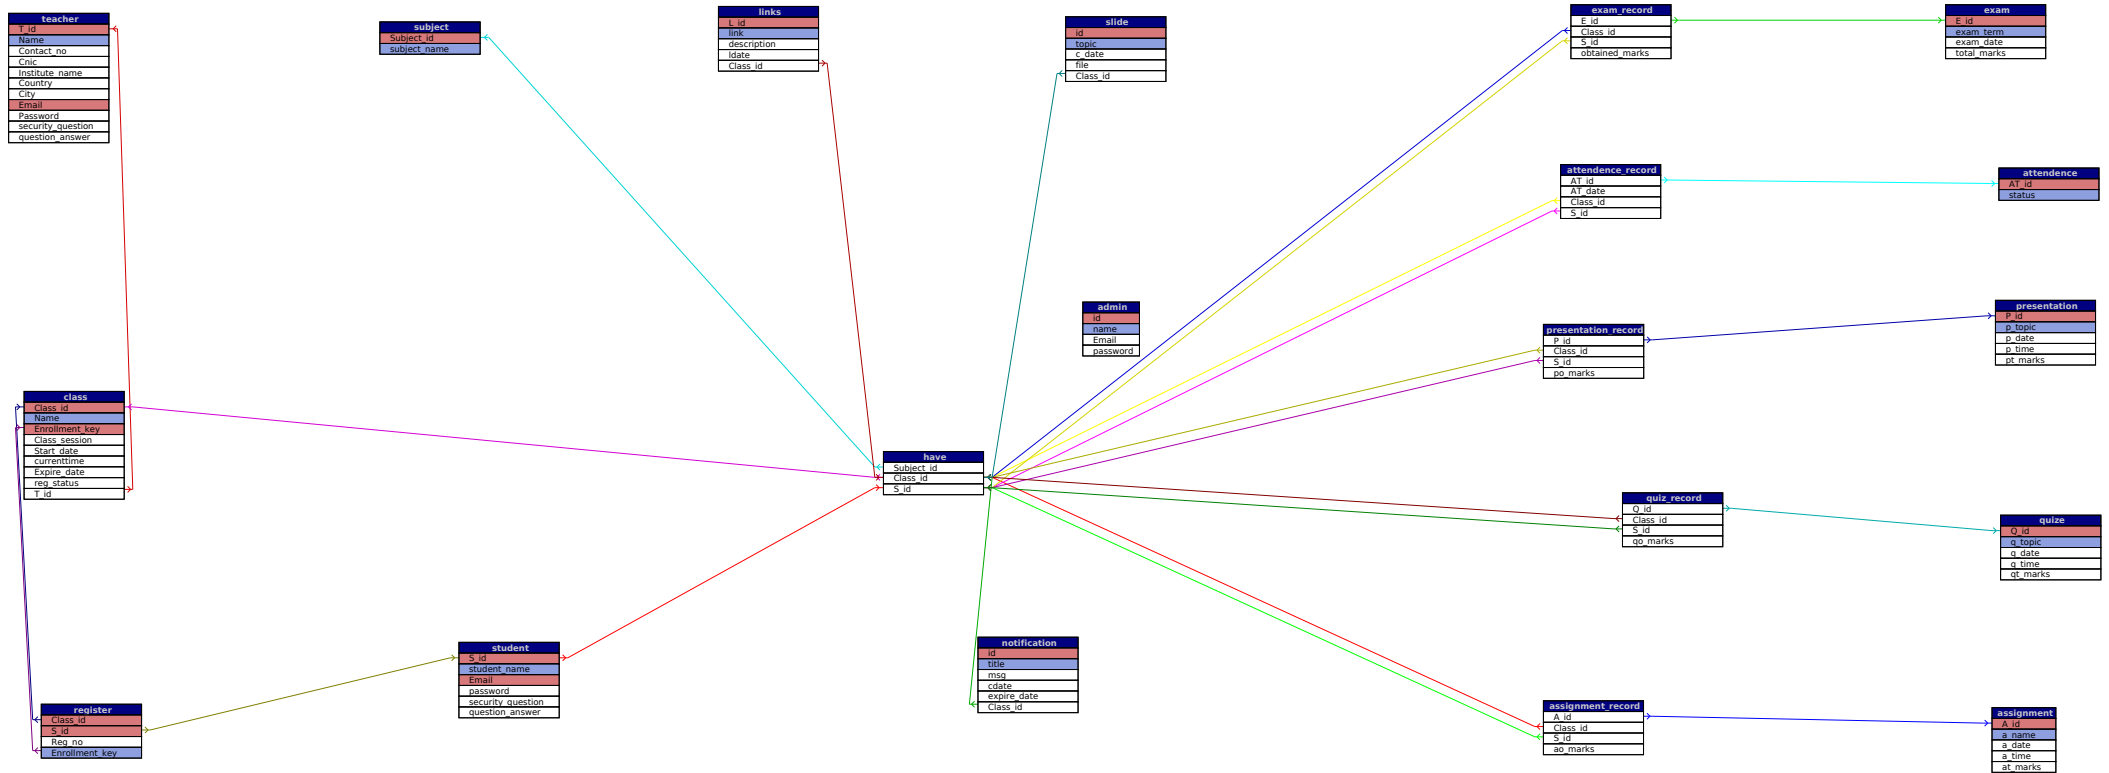 teacher
T_id
Name
Contact_no
Cnic
Institute_name
Country
City
Email
Password
security_question
question_answer
subject
Subject_id
subject_name
links
L_id
link
description
ldate
Class_id
slide
id
topic
c_date
file
Class_id
exam_record
E_id
Class_id
S_id
obtained_marks
exam
E_id
exam_term
exam_date
total_marks
attendence_record
AT_id
AT_date
Class_id
S_id
attendence
AT_id
status
admin
id
name
Email
password
presentation_record
P_id
Class_id
S_id
po_marks
presentation
P_id
p_topic
p_date
p_time
pt_marks
class
Class_id
Name
Enrollment_key
Class_session
Start_date
currenttime
Expire_date
reg_status
T_id
have
Subject_id
Class_id
S_id
quiz_record
Q_id
Class_id
S_id
qo_marks
quize
Q_id
q_topic
q_date
q_time
qt_marks
student
S_id
student_name
Email
password
security_question
question_answer
notification
id
title
msg
cdate
expire_date
Class_id
register
Class_id
S_id
Reg_no
Enrollment_key
assignment_record
A_id
Class_id
S_id
ao_marks
assignment
A_id
a_name
a_date
a_time
at_marks